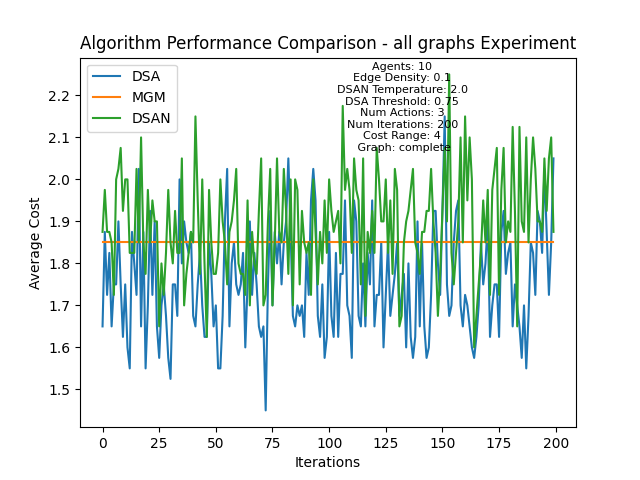 Algorithm Performance Comparison - all graphs Experiment
DSA
MGM
DSAN
Agents: 10
Edge Density: 0.1
DSAN Temperature: 2.0
DSA Threshold: 0.75
Num Actions: 3
Num Iterations: 200
Cost Range: 4
Graph: complete
Average Cost
2.2
2.1
2.0
1.9
1.8
1.7
1.6
1.5
0 25 50 75 100 125 150 175 200
Iterations